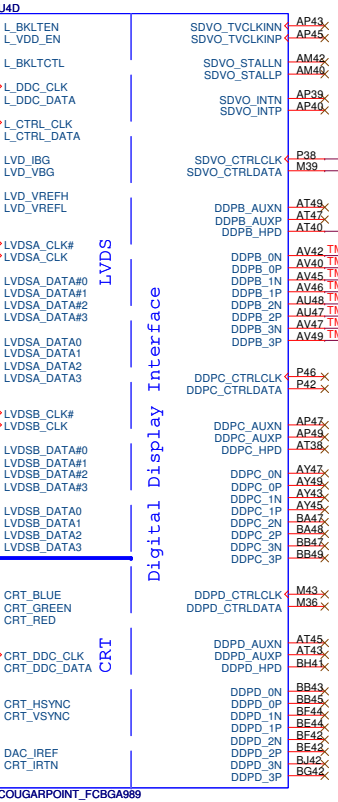 U4D
L_BKLTEN SDVO_TVCLKINN AP43
L_VDD_EN SDVO_TVCLKINP AP45
L_BKLTCTL SDVO_STALLN AM42
SDVO_STALLP AM40
L_DDC_CLK
L_DDC_DATA SDVO_INTN AP39
SDVO_INTP AP40
L_CTRL_CLK
L_CTRL_DATA
LVD_IBG SDVO_CTRLCLK P38
LVD_VBG SDVO_CTRLDATA M39
LVD_VREFH
LVD_VREFL DDPB_AUXN AT49
DDPB_AUXP AT47
DDPB_HPD AT40
LVDSA_CLK#
LVDSA_CLK DDPB_0N AV42
DDPB_0P AV40
LVDSA_DATA#0 DDPB_1N AV45
LVDSA_DATA#1 DDPB_1P AV46
LVDSA_DATA#2 DDPB_2N AU48
LVDSA_DATA#3 DDPB_2P AU47
DDPB_3N AV47
LVDSA_DATA0 DDPB_3P AV49
LVDSA_DATA1
LVDSA_DATA2
LVDSA_DATA3 DDPC_CTRLCLK P46
DDPC_CTRLDATA P42
LVDS
Digital Display Interface
LVDSB_CLK#
LVDSB_CLK DDPC_AUXN AP47
DDPC_AUXP AP49
LVDSB_DATA#0 DDPC_HPD AT38
LVDSB_DATA#1
LVDSB_DATA#2 DDPC_0N AY47
LVDSB_DATA#3 DDPC_0P AY49
DDPC_1N AY43
LVDSB_DATA0 DDPC_1P AY45
LVDSB_DATA1 DDPC_2N BA47
LVDSB_DATA2 DDPC_2P BA48
LVDSB_DATA3 DDPC_3N BB47
DDPC_3P BB49
CRT_BLUE DDPD_CTRLCLK M43
CRT_GREEN DDPD_CTRLDATA M36
CRT_RED
DDPD_AUXN AT45
CRT_DDC_CLK DDPD_AUXP AT43
CRT_DDC_DATA DDPD_HPD BH41
CRT
DDPD_0N BB43
CRT_HSYNC DDPD_0P BB45
CRT_VSYNC DDPD_1N BF44
DDPD_1P BE44
DDPD_2N BF42
DAC_IREF DDPD_2P BE42
CRT_IRTN DDPD_3N BJ42
DDPD_3P BG42
COUGARPOINT_FCBGA989